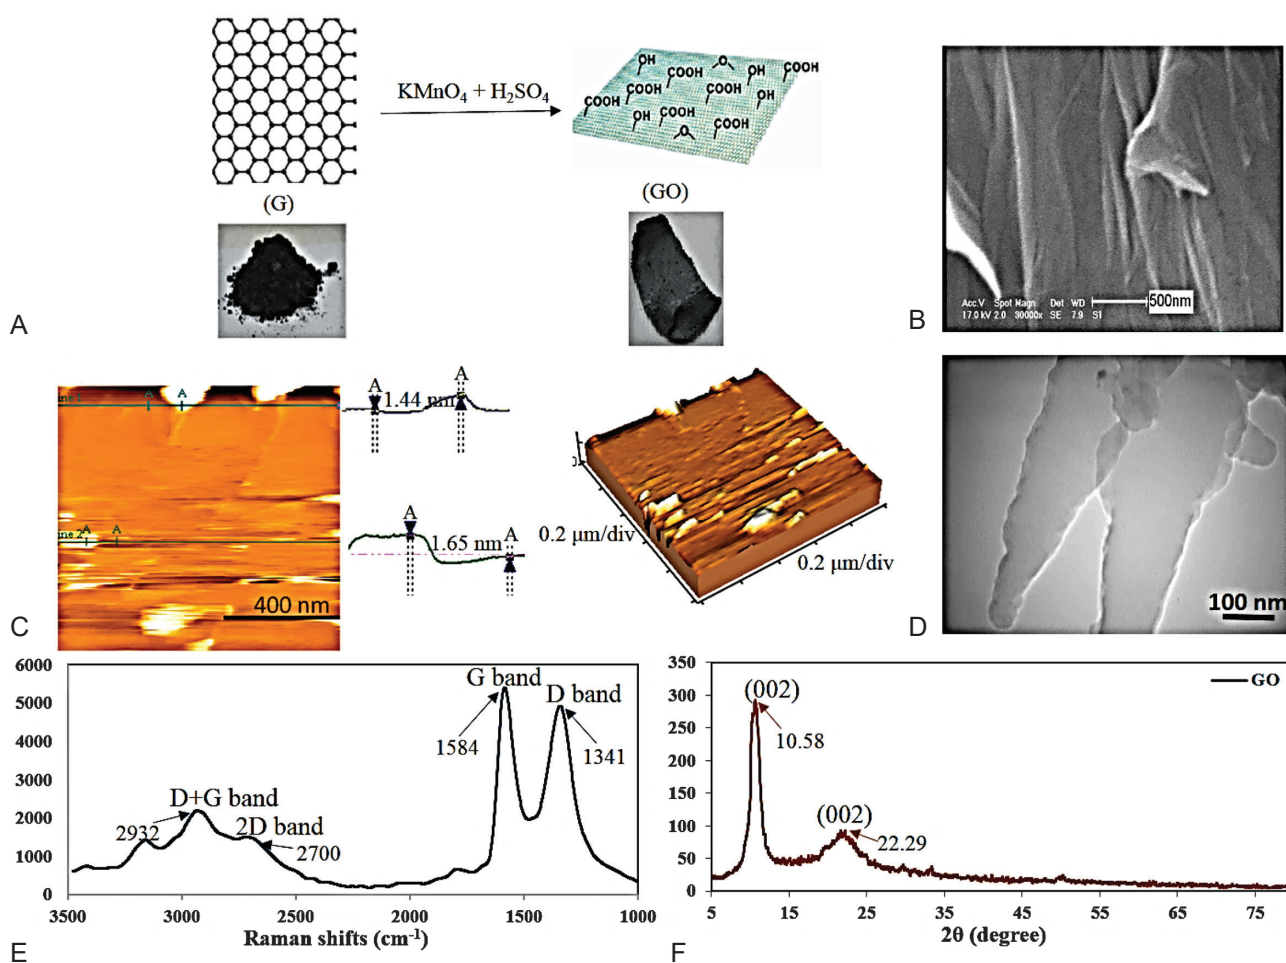 KMnO₄ + H₂SO₄
OH
O
COOH
COOH
OH
COOH
COOH
COOH
COOH
OH
OH
COOH
O
COOH
(G)
(GO)
A
Acc.V Spot Magn Det WD
17.0 kV 2.0 30000x SE 7.9 S1
500nm
B
ine 1
A
A
A
1.44 nm
A
ine 2
A
A
A
1.65 nm
A
400 nm
0.2 µm/div
0.2 µm/div
C
100 nm
D
6000
5000
4000
3000
2000
1000
0
G band
1584
D band
1341
D+G band
2932
2D band
2700
3500
3000
2500
2000
1500
1000
Raman shifts (cm⁻¹)
E
350
300
250
200
150
100
50
0
GO
(002)
10.58
(002)
22.29
5
15
25
35
45
55
65
75
2θ (degree)
F